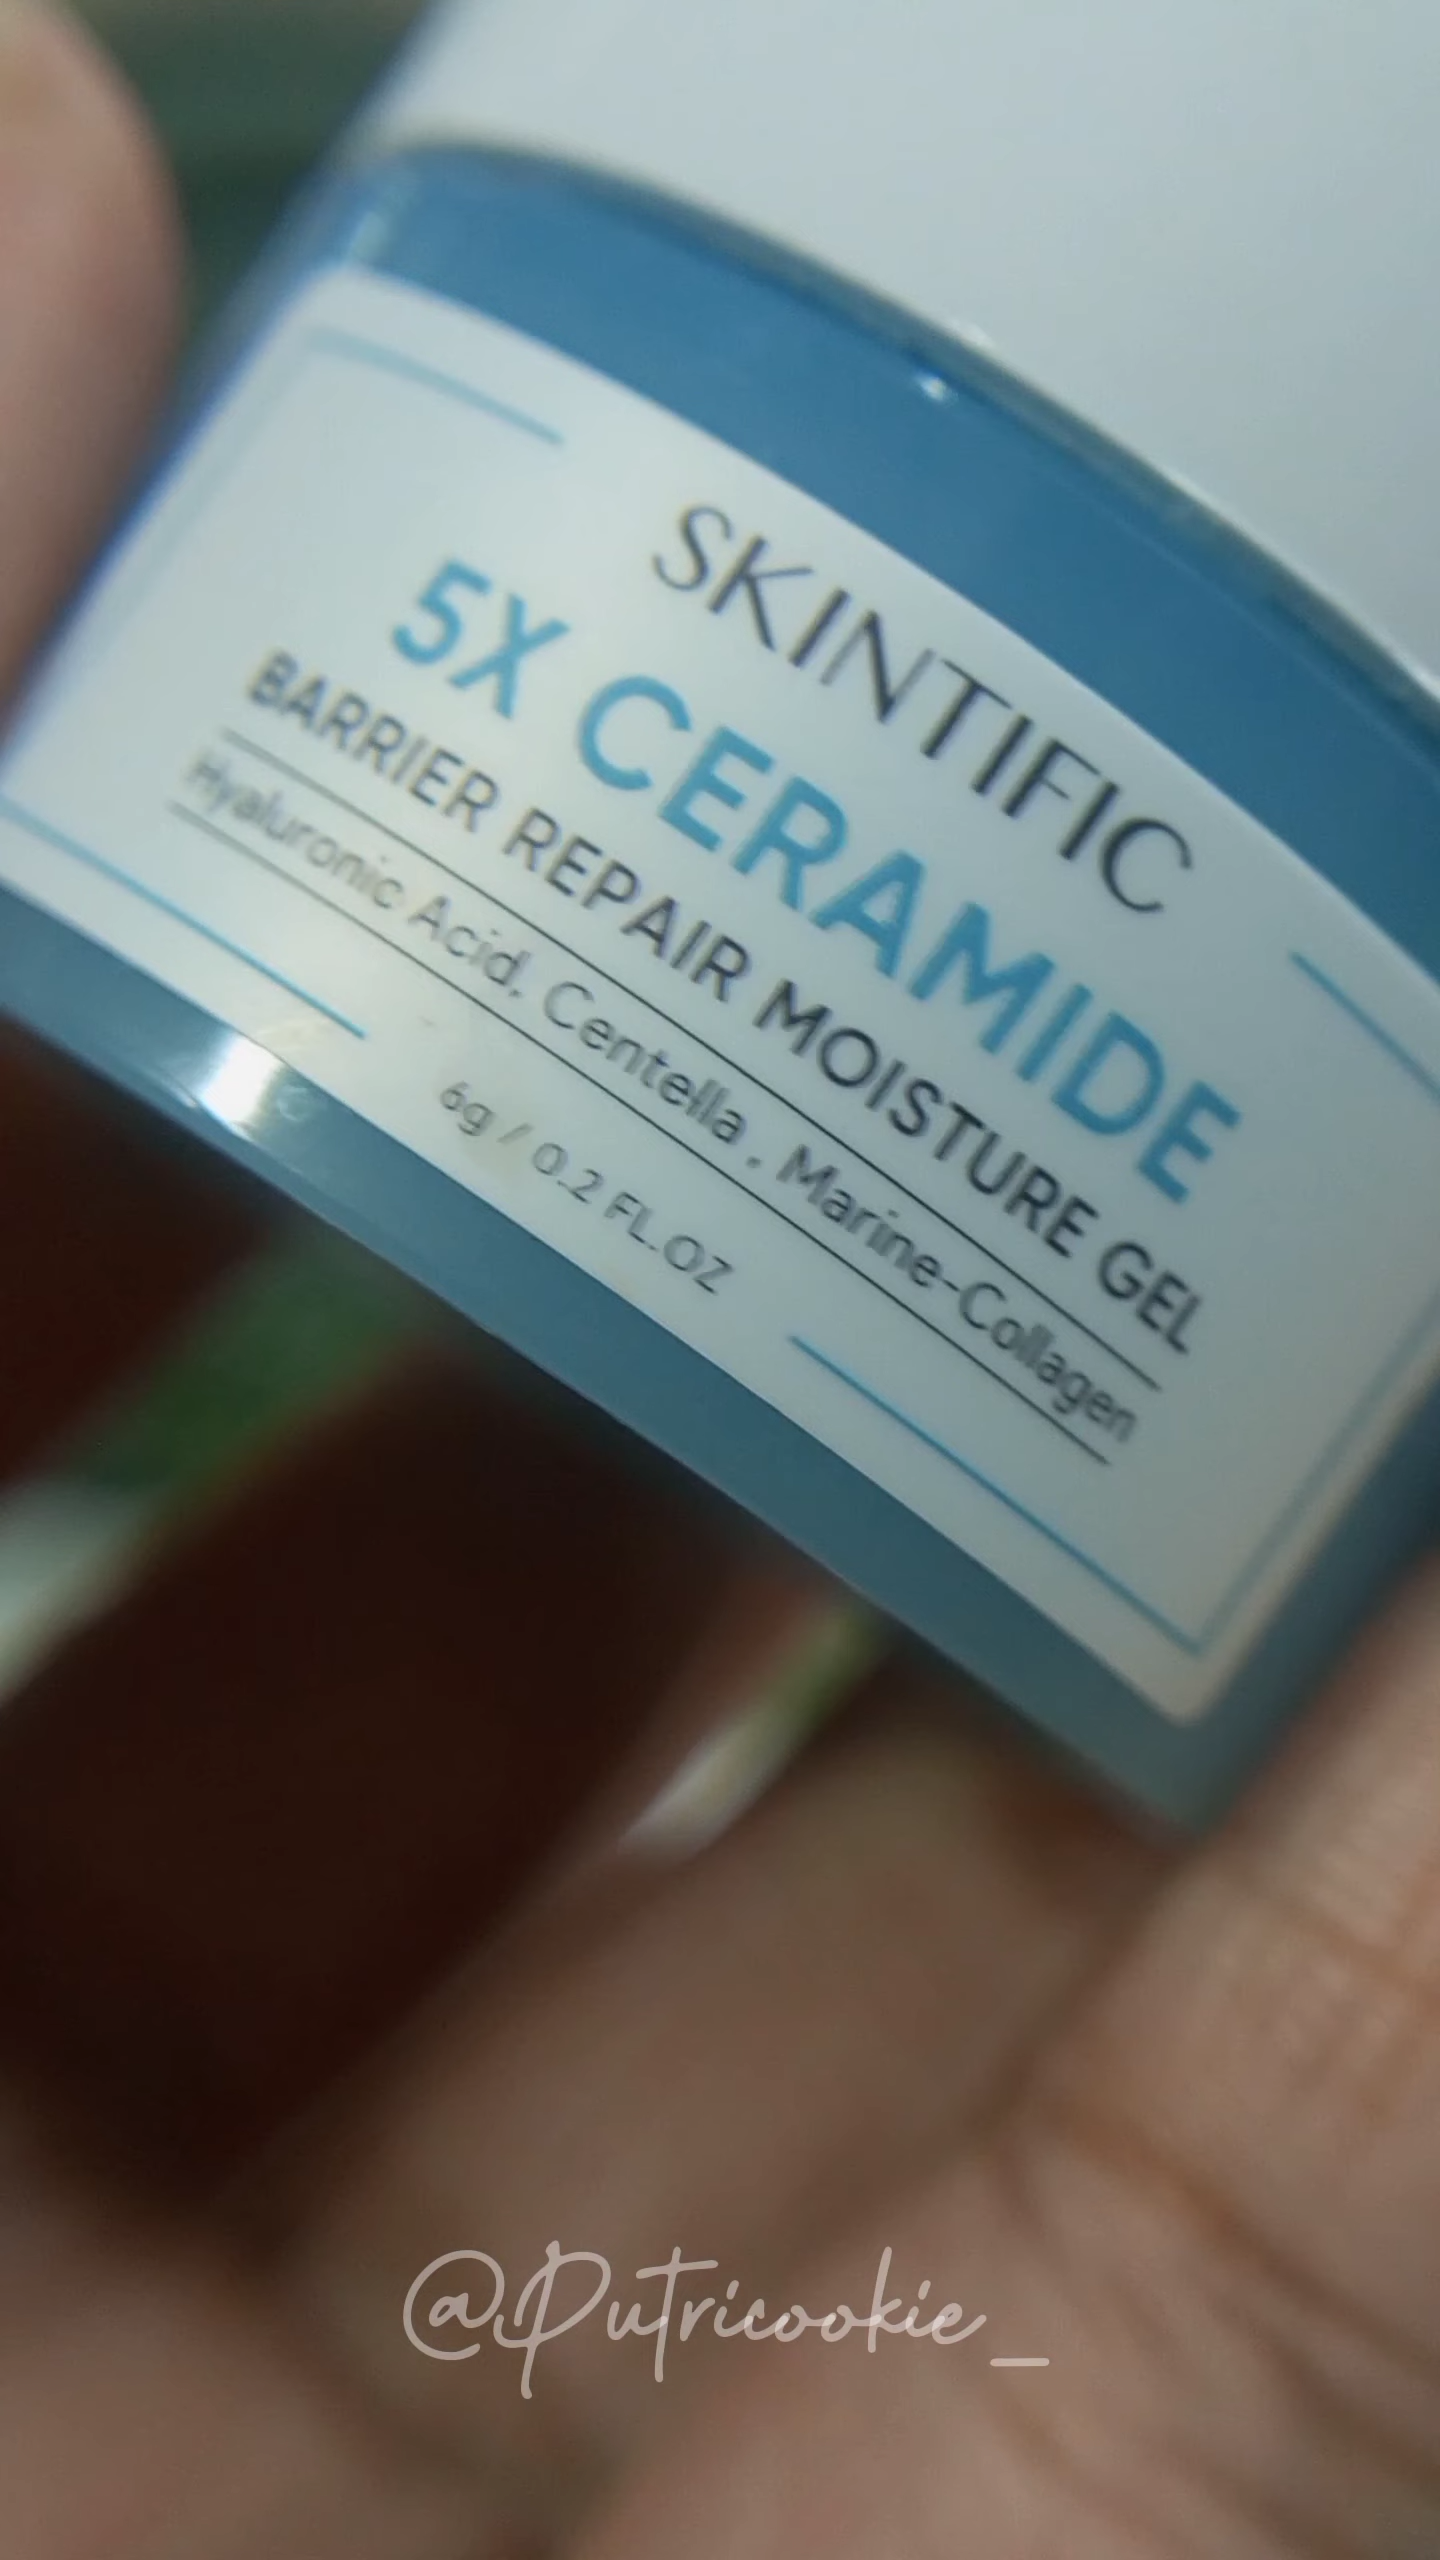 SKINTIFIC
5X CERAMIDE
BARRIER REPAIR MOISTURE GEL
Hyaluronic Acid, Centella , Marine-Collagen
6g / 0.2 FL.OZ
@Putricookie_